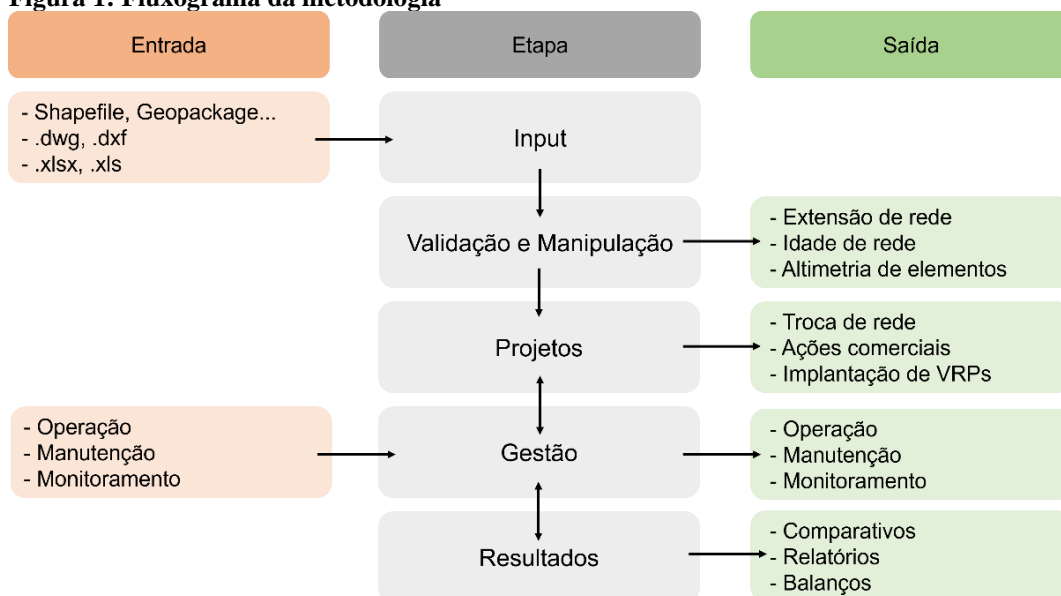 Figura 1: Fluxograma da metodologia
Entrada
Etapa
Saída
- Shapefile, Geopackage...
- .dwg, .dxf
- .xlsx, .xls
Input
Validação e Manipulação
- Extensão de rede
- Idade de rede
- Altimetria de elementos
Projetos
- Troca de rede
- Ações comerciais
- Implantação de VRPs
- Operação
- Manutenção
- Monitoramento
Gestão
- Operação
- Manutenção
- Monitoramento
Resultados
- Comparativos
- Relatórios
- Balanços